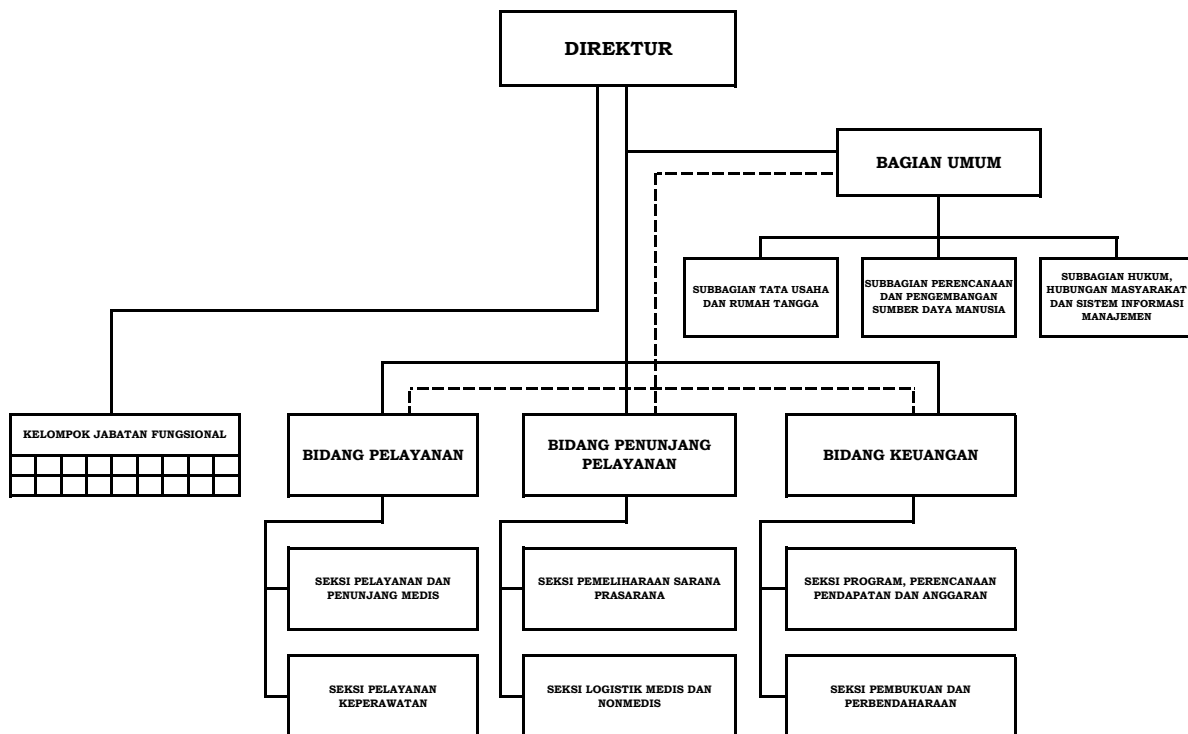 DIREKTUR
BAGIAN UMUM
SUBBAGIAN TATA USAHA
DAN RUMAH TANGGA
SUBBAGIAN PERENCANAAN
DAN PENGEMBANGAN
SUMBER DAYA MANUSIA
SUBBAGIAN HUKUM,
HUBUNGAN MASYARAKAT
DAN SISTEM INFORMASI
MANAJEMEN
KELOMPOK JABATAN FUNGSIONAL
BIDANG PELAYANAN
BIDANG PENUNJANG
PELAYANAN
BIDANG KEUANGAN
SEKSI PELAYANAN DAN
PENUNJANG MEDIS
SEKSI PEMELIHARAAN SARANA
PRASARANA
SEKSI PROGRAM, PERENCANAAN
PENDAPATAN DAN ANGGARAN
SEKSI PELAYANAN
KEPERAWATAN
SEKSI LOGISTIK MEDIS DAN
NONMEDIS
SEKSI PEMBUKUAN DAN
PERBENDAHARAAN